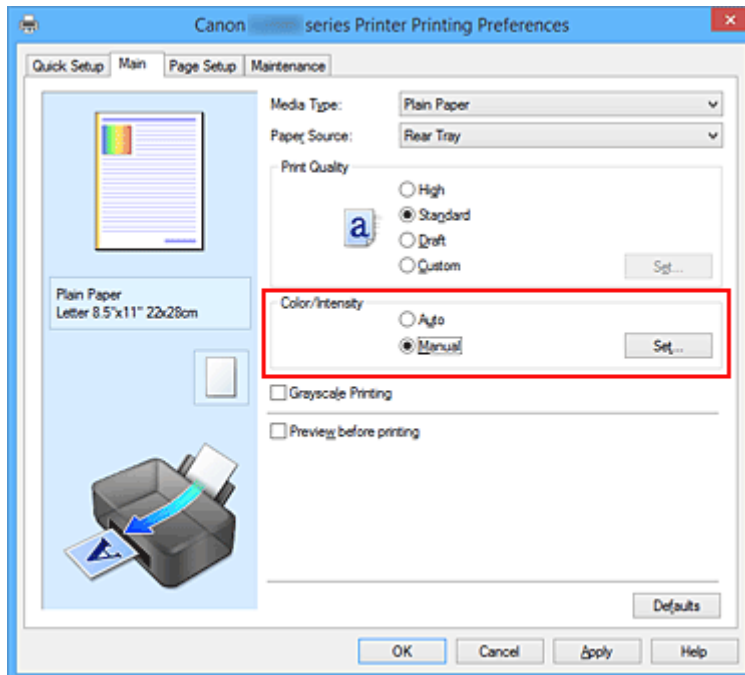 Canon series Printer Printing Preferences
Quick Setup Main Page Setup Maintenance
Media Type: Plain Paper
Paper Source: Rear Tray
Print Quality
High
a Standard
Draft
Custom Set...
Plain Paper
Letter 8.5"x11" 22x28cm
Color/Intensity
Auto
Manual Set...
Grayscale Printing
Preview before printing
A
Defaults
OK Cancel Apply Help